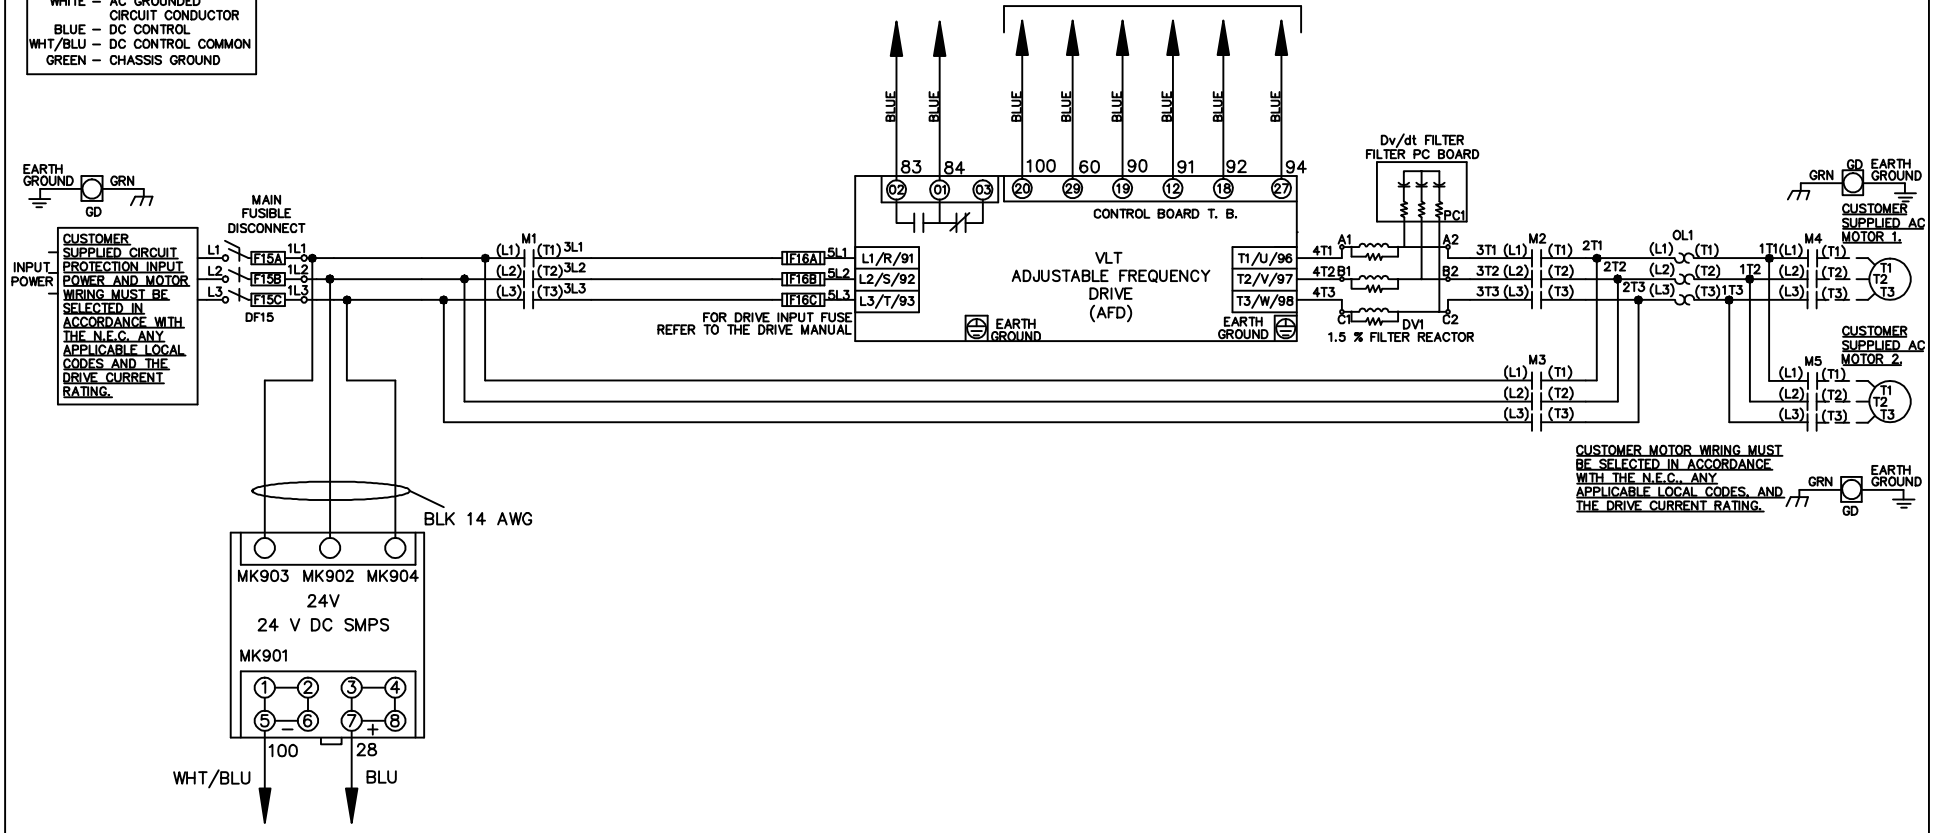 WHITE – AC GROUNDED
CIRCUIT CONDUCTOR
BLUE – DC CONTROL
WHT/BLU – DC CONTROL COMMON
GREEN – CHASSIS GROUND
BLUE
BLUE
BLUE
BLUE
BLUE
BLUE
BLUE
BLUE
83
84
100
60
90
91
92
94
02
01
03
20
29
19
12
18
27
CONTROL BOARD T. B.
EARTH
GROUND
GRN
GD
MAIN
FUSIBLE
DISCONNECT
INPUT
POWER
CUSTOMER
SUPPLIED CIRCUIT
PROTECTION INPUT
POWER AND MOTOR
WIRING MUST BE
SELECTED IN
ACCORDANCE WITH
THE N.E.C. ANY
APPLICABLE LOCAL
CODES AND THE
DRIVE CURRENT
RATING.
L1 F15A 1L1
L2 F15B 1L2
L3 F15C 1L3
DF15
M1
(L1) (T1) 3L1
(L2) (T2) 3L2
(L3) (T3) 3L3
F16A 5L1
F16B 5L2
F16C 5L3
FOR DRIVE INPUT FUSE
REFER TO THE DRIVE MANUAL
L1/R/91
L2/S/92
L3/T/93
VLT
ADJUSTABLE FREQUENCY
DRIVE
(AFD)
EARTH
GROUND
T1/U/96
T2/V/97
T3/W/98
EARTH
GROUND
Dv/dt FILTER
FILTER PC BOARD
PC1
4T1 A1 A2
4T2 B1 B2
4T3 C1 C2
DV1
1.5 % FILTER REACTOR
M2
3T1 (L1) (T1) 2T1
3T2 (L2) (T2) 2T2
3T3 (L3) (T3) 2T3
OL1
(L1) (T1) 1T1
(L2) (T2) 1T2
(L3) (T3) 1T3
M4
(L1) (T1)
(L2) (T2)
(L3) (T3)
T1
T2
T3
GRN
GD
EARTH
GROUND
CUSTOMER
SUPPLIED AC
MOTOR 1.
M3
(L1) (T1)
(L2) (T2)
(L3) (T3)
CUSTOMER
SUPPLIED AC
MOTOR 2.
M5
(L1) (T1)
(L2) (T2)
(L3) (T3)
T1
T2
T3
CUSTOMER MOTOR WIRING MUST
BE SELECTED IN ACCORDANCE
WITH THE N.E.C., ANY
APPLICABLE LOCAL CODES, AND
THE DRIVE CURRENT RATING.
GRN
GD
EARTH
GROUND
BLK 14 AWG
MK903 MK902 MK904
24V
24 V DC SMPS
MK901
1 2 3 4
5 – 6 7 + 8
100
28
WHT/BLU
BLU